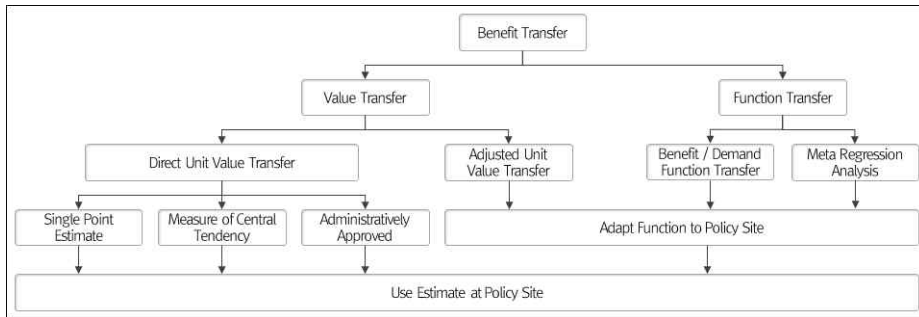 Benefit Transfer
Value Transfer
Function Transfer
Direct Unit Value Transfer
Adjusted Unit
Value Transfer
Benefit / Demand
Function Transfer
Meta Regression
Analysis
Single Point
Estimate
Measure of Central
Tendency
Administratively
Approved
Adapt Function to Policy Site
Use Estimate at Policy Site